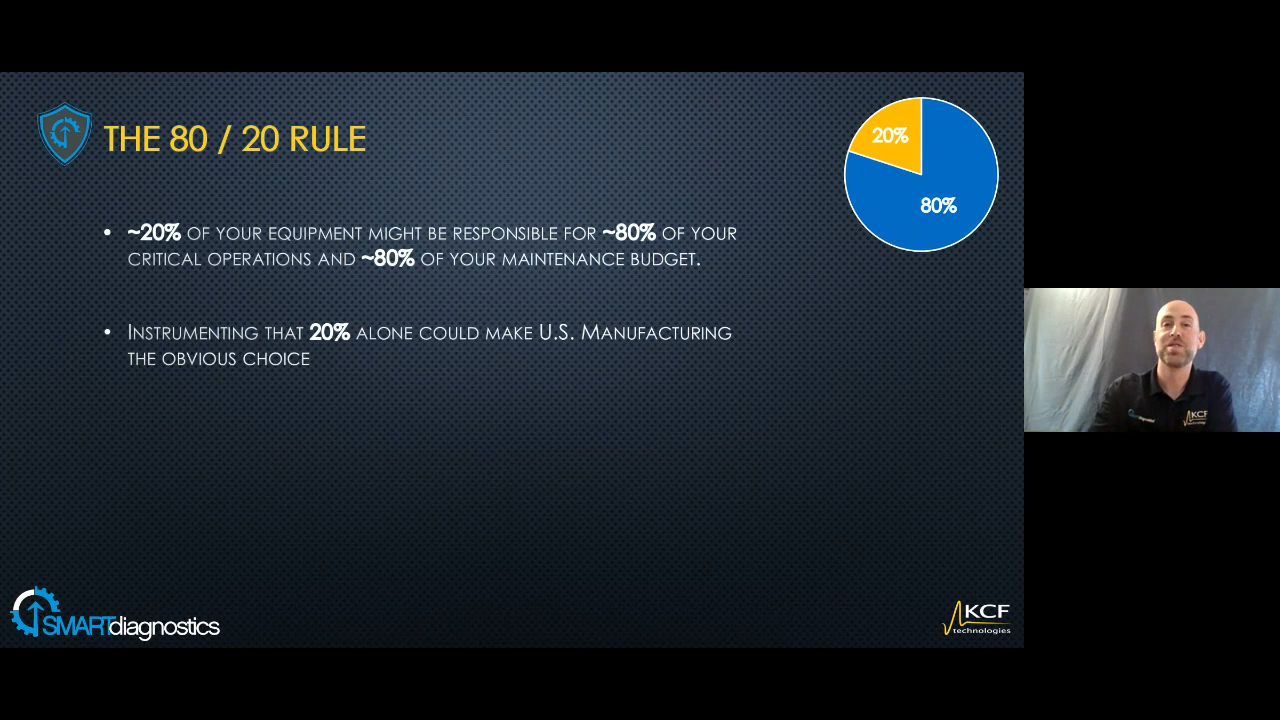 THE 80 / 20 RULE
20%
80%
• ~20% OF YOUR EQUIPMENT MIGHT BE RESPONSIBLE FOR ~80% OF YOUR
CRITICAL OPERATIONS AND ~80% OF YOUR MAINTENANCE BUDGET.
• INSTRUMENTING THAT 20% ALONE COULD MAKE U.S. MANUFACTURING
THE OBVIOUS CHOICE
KCF
SMARTdiagnostics
KCF
technologies